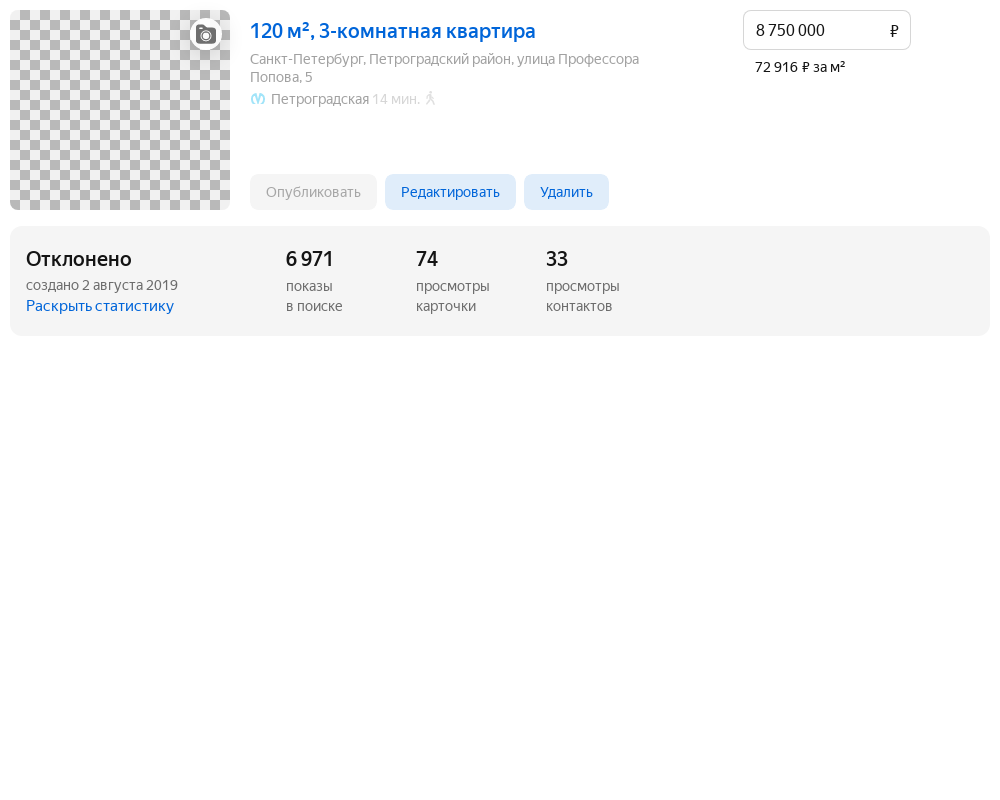 120 м², 3-комнатная квартира
Санкт-Петербург, Петроградский район, улица Профессора
Попова, 5
Петроградская 14 мин.
8 750 000 ₽
72 916 ₽ за м²
Опубликовать Редактировать Удалить
Отклонено
создано 2 августа 2019
Раскрыть статистику
6 971
показы
в поиске
74
просмотры
карточки
33
просмотры
контактов